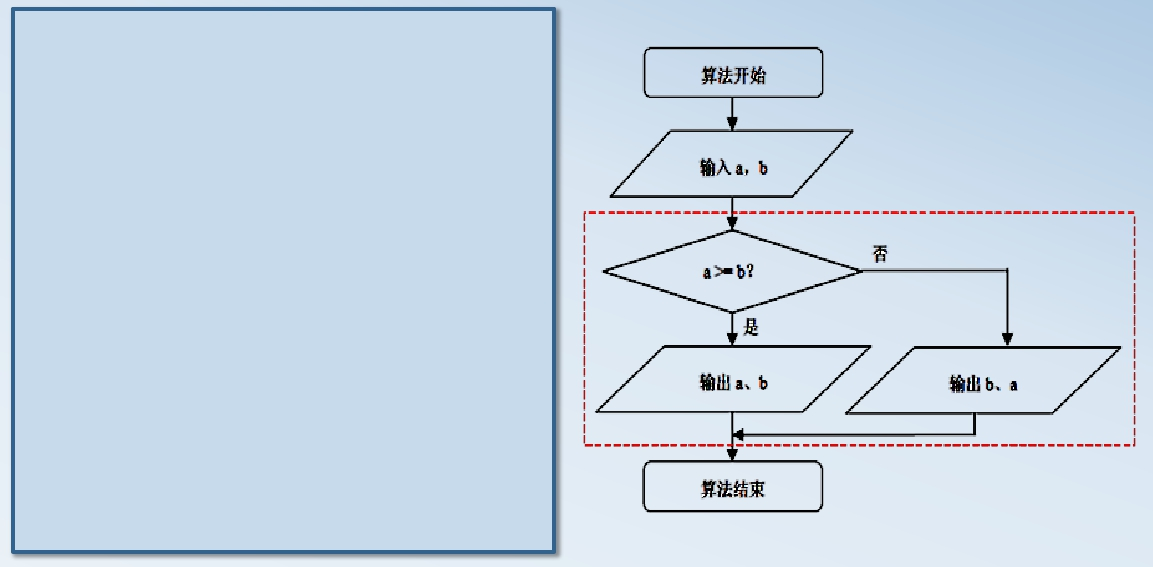 算法开始
输入 a，b
a >= b?
否
是
输出 a、b
输出 b、a
算法结束